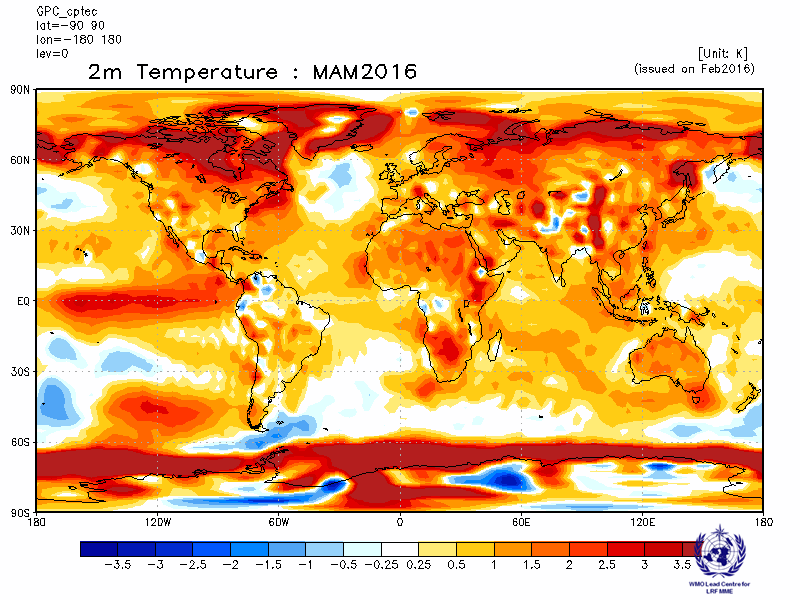 GPC_cptec
lat=-90 90
lon=-180 180
lev=0
[Unit: K]
2m Temperature : MAM2016
(issued on Feb2016)
90N
60N
30N
EQ
30S
60S
90S
180 120W 60W 0 60E 120E 180
-3.5 -3 -2.5 -2 -1.5 -1 -0.5 -0.25 0.25 0.5 1 1.5 2 2.5 3 3.5
WMO Lead Centre for
LRF MME